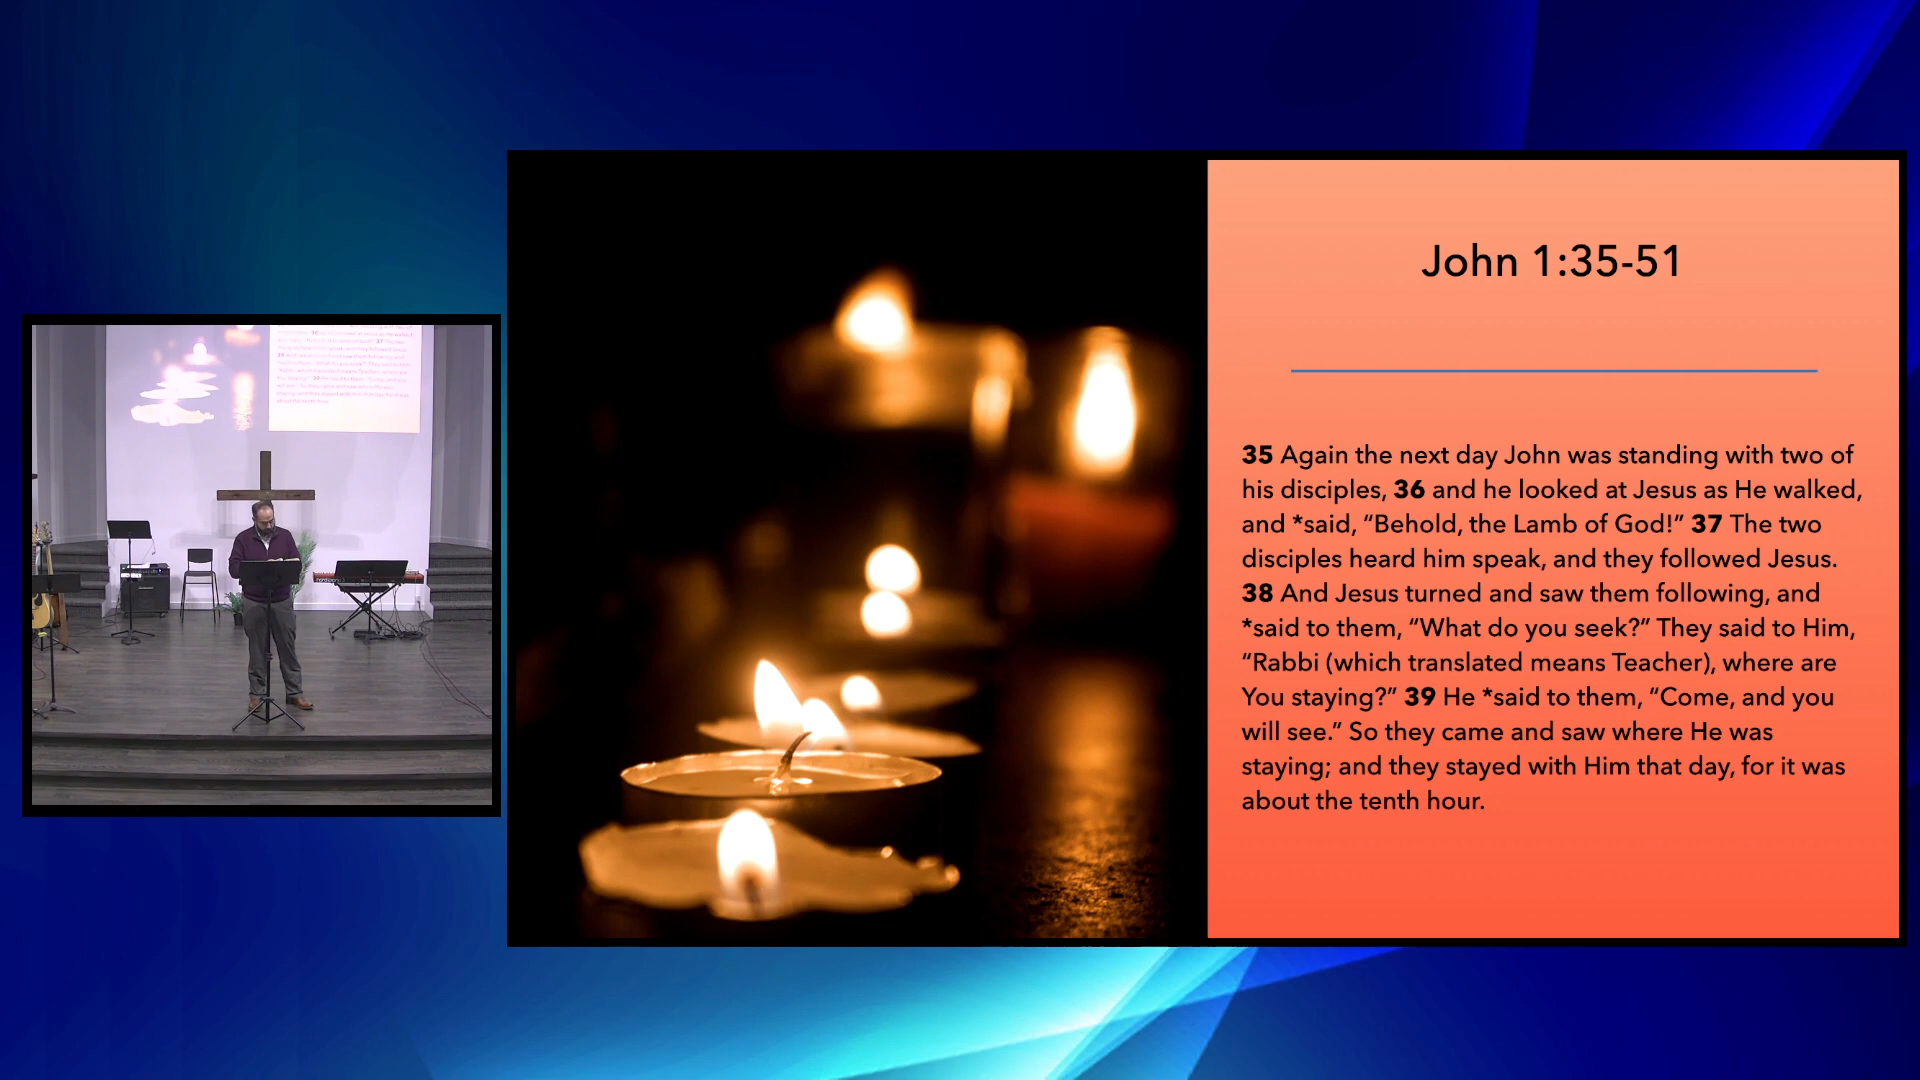 John 1:35-51
35 Again the next day John was standing with two of
his disciples, 36 and he looked at Jesus as He walked,
and *said, “Behold, the Lamb of God!” 37 The two
disciples heard him speak, and they followed Jesus.
38 And Jesus turned and saw them following, and
*said to them, “What do you seek?” They said to Him,
“Rabbi (which translated means Teacher), where are
You staying?” 39 He *said to them, “Come, and you
will see.” So they came and saw where He was
staying; and they stayed with Him that day, for it was
about the tenth hour.